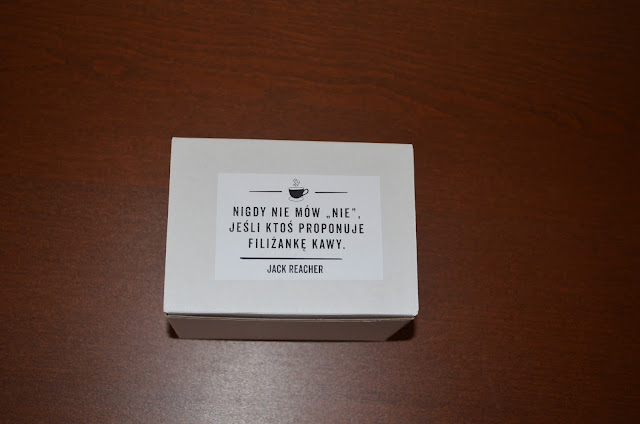 NIGDY NIE MÓW „NIE”,
JEŚLI KTOŚ PROPONUJE
FILIŻANKĘ KAWY.
JACK REACHER